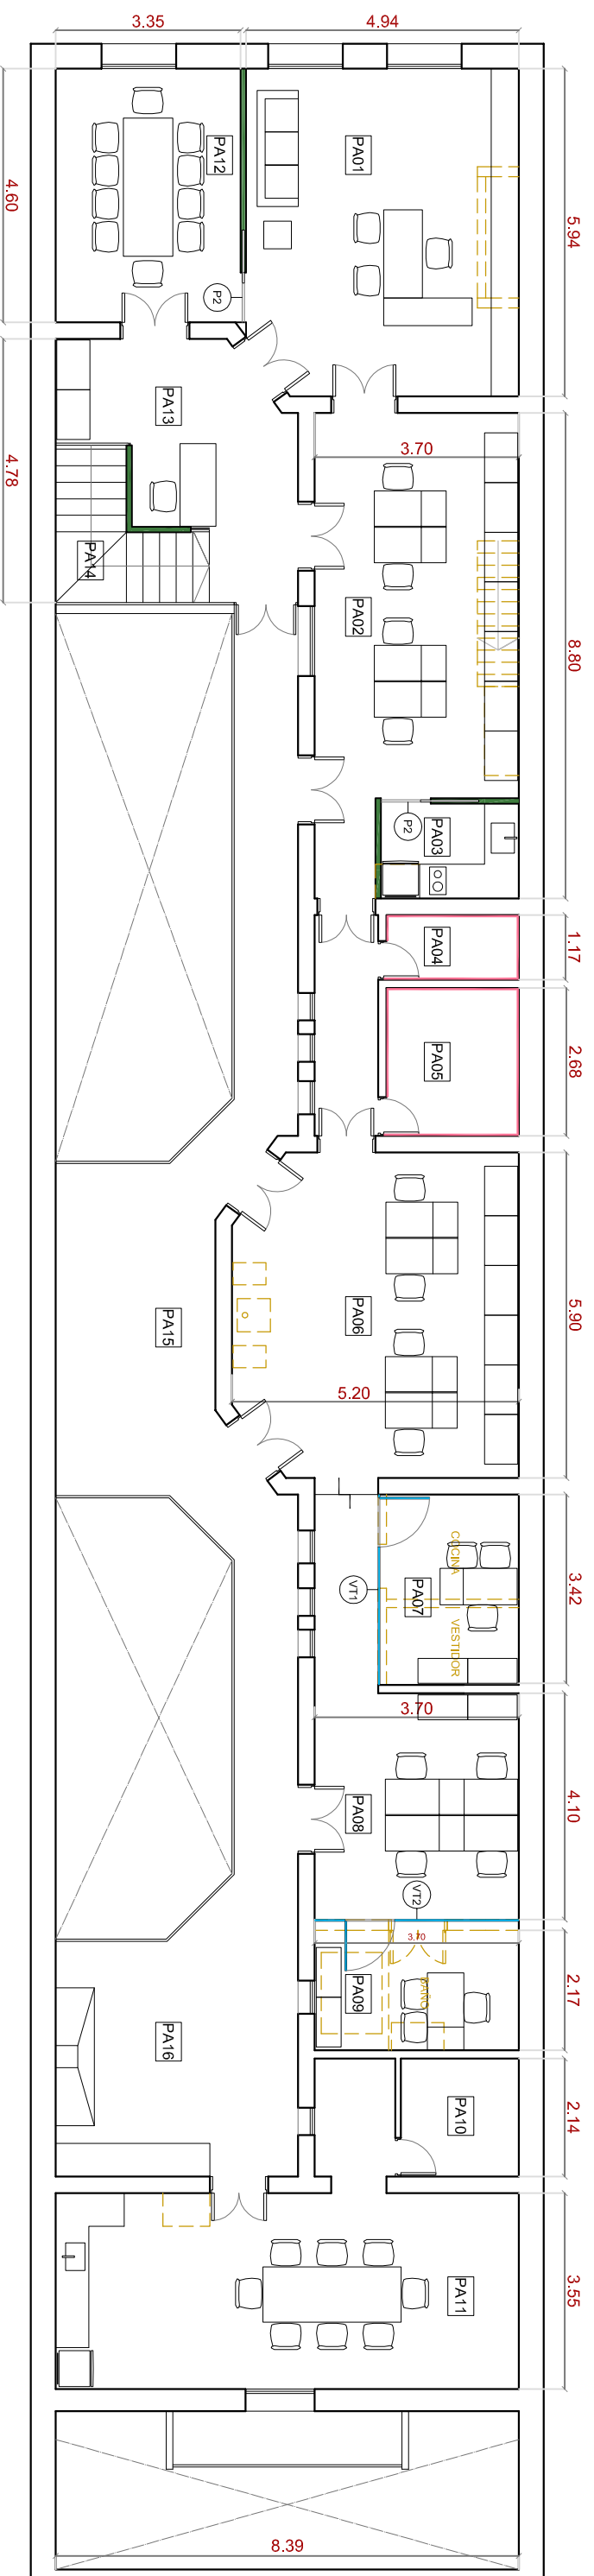 3.35
4.94
4.60
5.94
PA12
PA01
P2
4.78
PA13
3.70
PA14
PA02
8.80
P2
PA03
PA04
1.17
PA05
2.68
PA15
PA06
5.90
5.20
COCINA
VT1
PA07
VESTIDOR
3.42
3.70
PA08
4.10
VT2
3.70
PA09
BAÑO
2.17
PA16
PA10
2.14
PA11
3.55
8.39